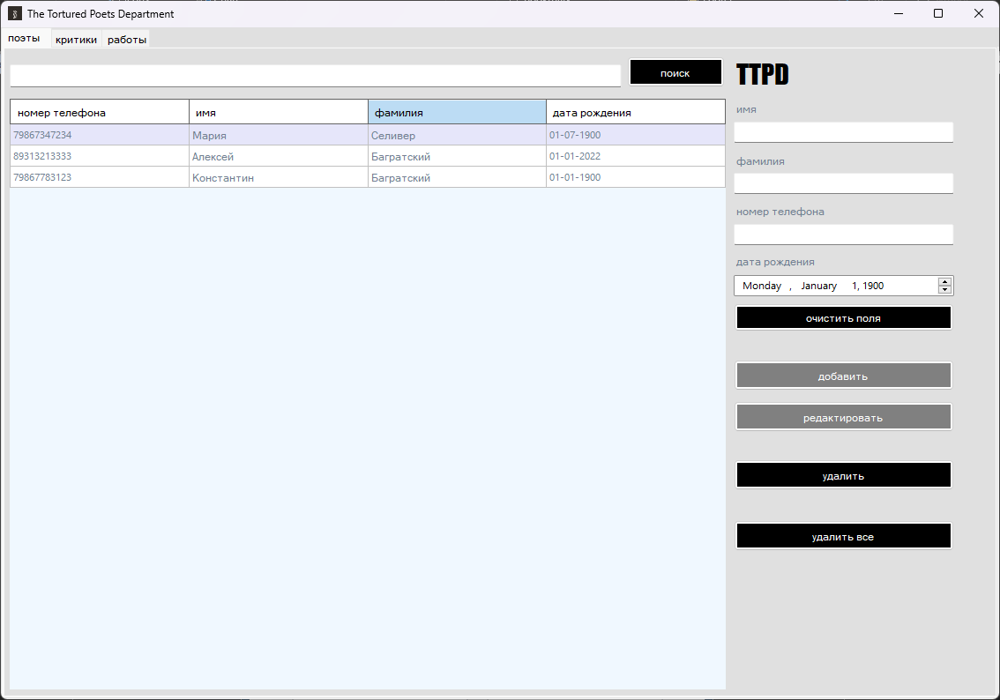 The Tortured Poets Department
поэты критики работы
поиск
номер телефона имя фамилия дата рождения
79867347234 Мария Селивер 01-07-1900
89313213333 Алексей Багратский 01-01-2022
79867783123 Константин Багратский 01-01-1900
TTPD
имя
фамилия
номер телефона
дата рождения
Monday , January 1, 1900
очистить поля
добавить
редактировать
удалить
удалить все